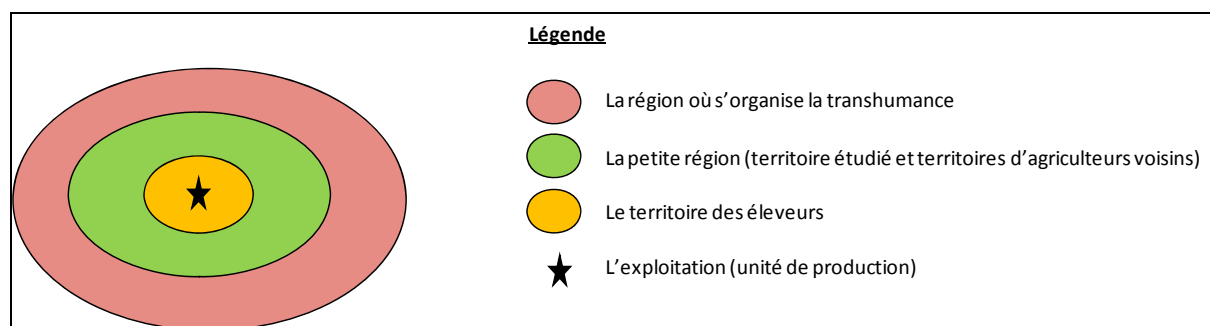 Légende
La région où s’organise la transhumance
La petite région (territoire étudié et territoires d’agriculteurs voisins)
Le territoire des éleveurs
L’exploitation (unité de production)